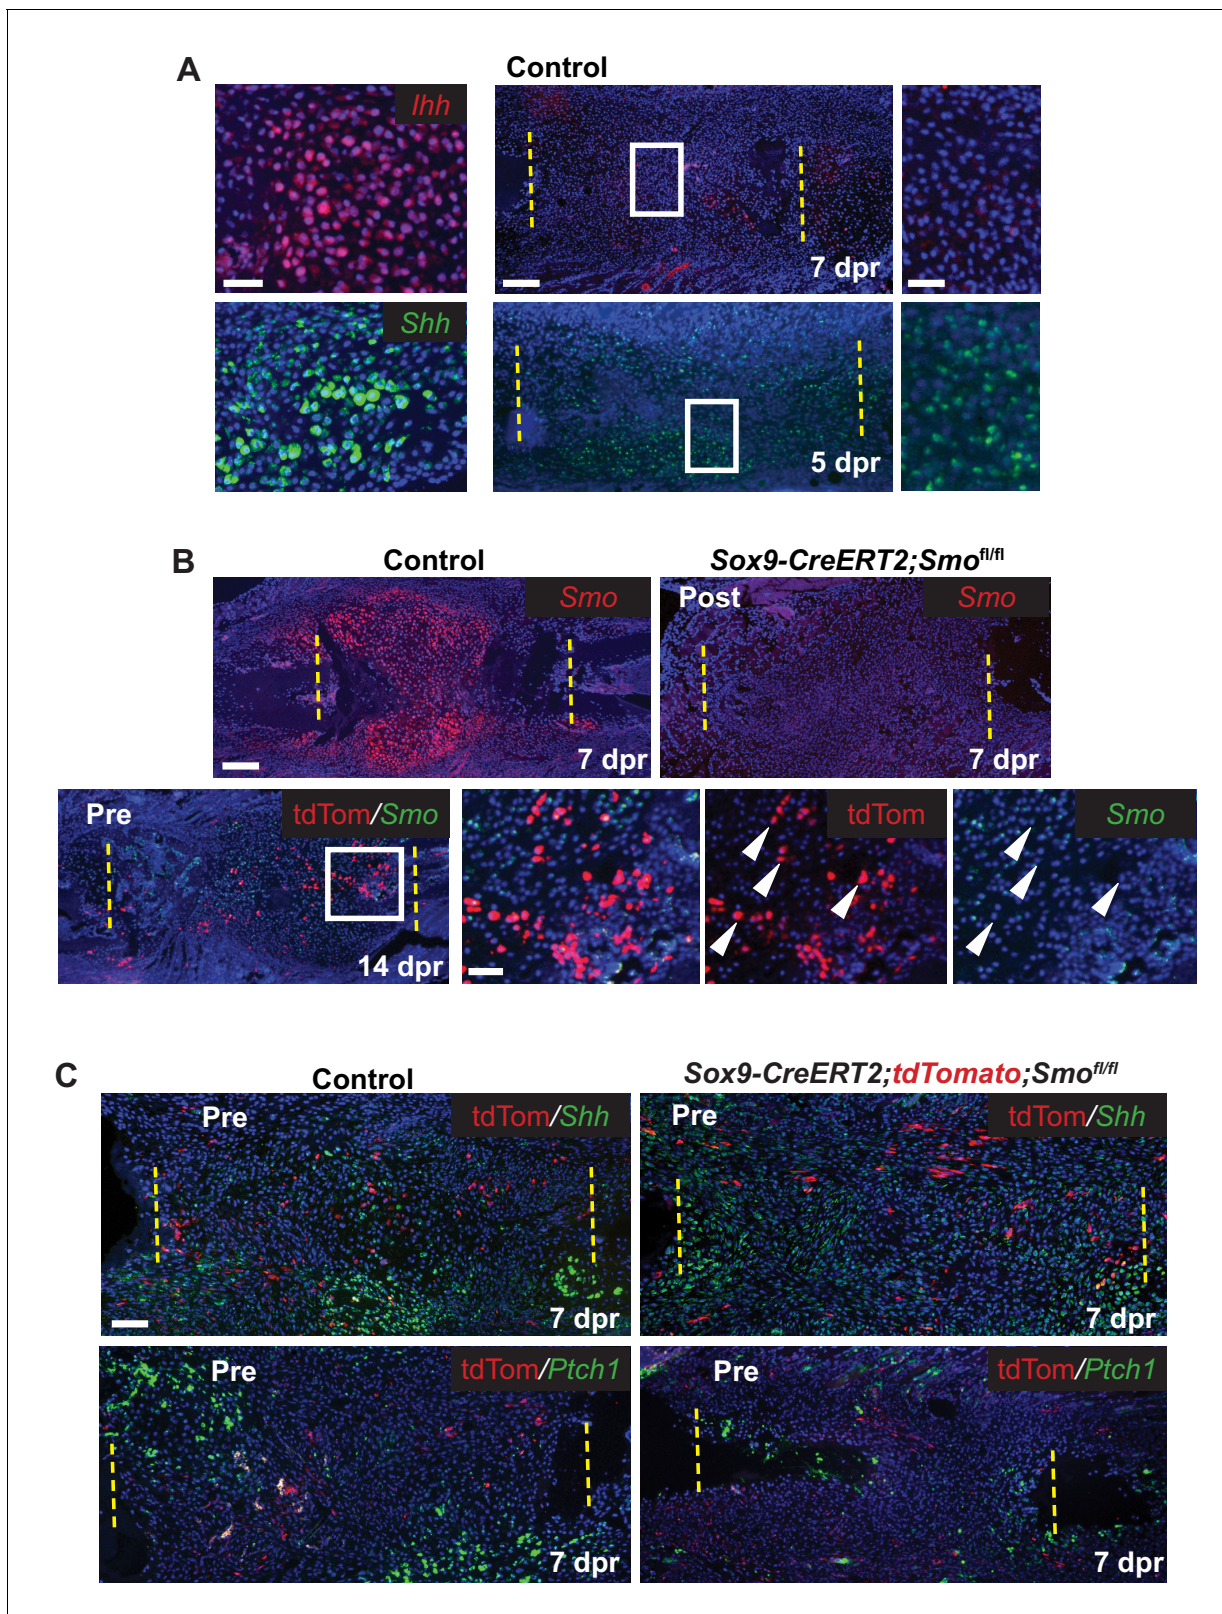 A
Control
Ihh
7 dpr
Shh
5 dpr
B
Control
Sox9-CreERT2;Smofl/fl
Smo
7 dpr
Post
Smo
7 dpr
Pre
tdTom/Smo
14 dpr
tdTom
Smo
C
Control
Sox9-CreERT2;tdTomato;Smofl/fl
Pre
tdTom/Shh
7 dpr
Pre
tdTom/Shh
7 dpr
Pre
tdTom/Ptch1
7 dpr
Pre
tdTom/Ptch1
7 dpr